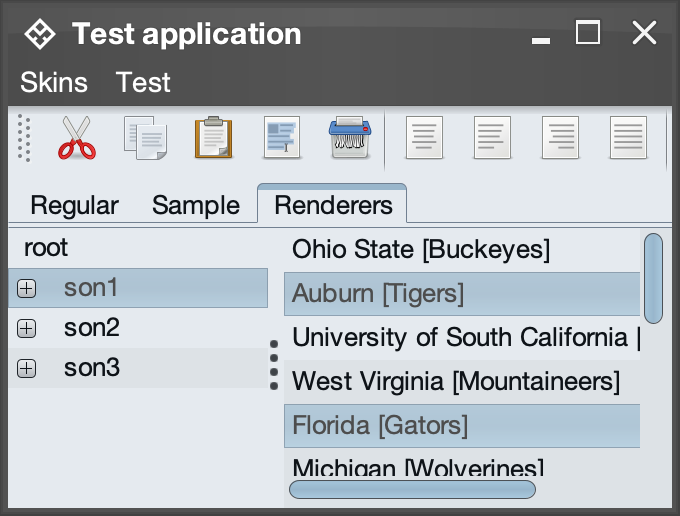 Test application
Skins Test
Regular Sample Renderers
root
son1
son2
son3
Ohio State [Buckeyes]
Auburn [Tigers]
University of South California [
West Virginia [Mountaineers]
Florida [Gators]
Michigan [Wolverines]